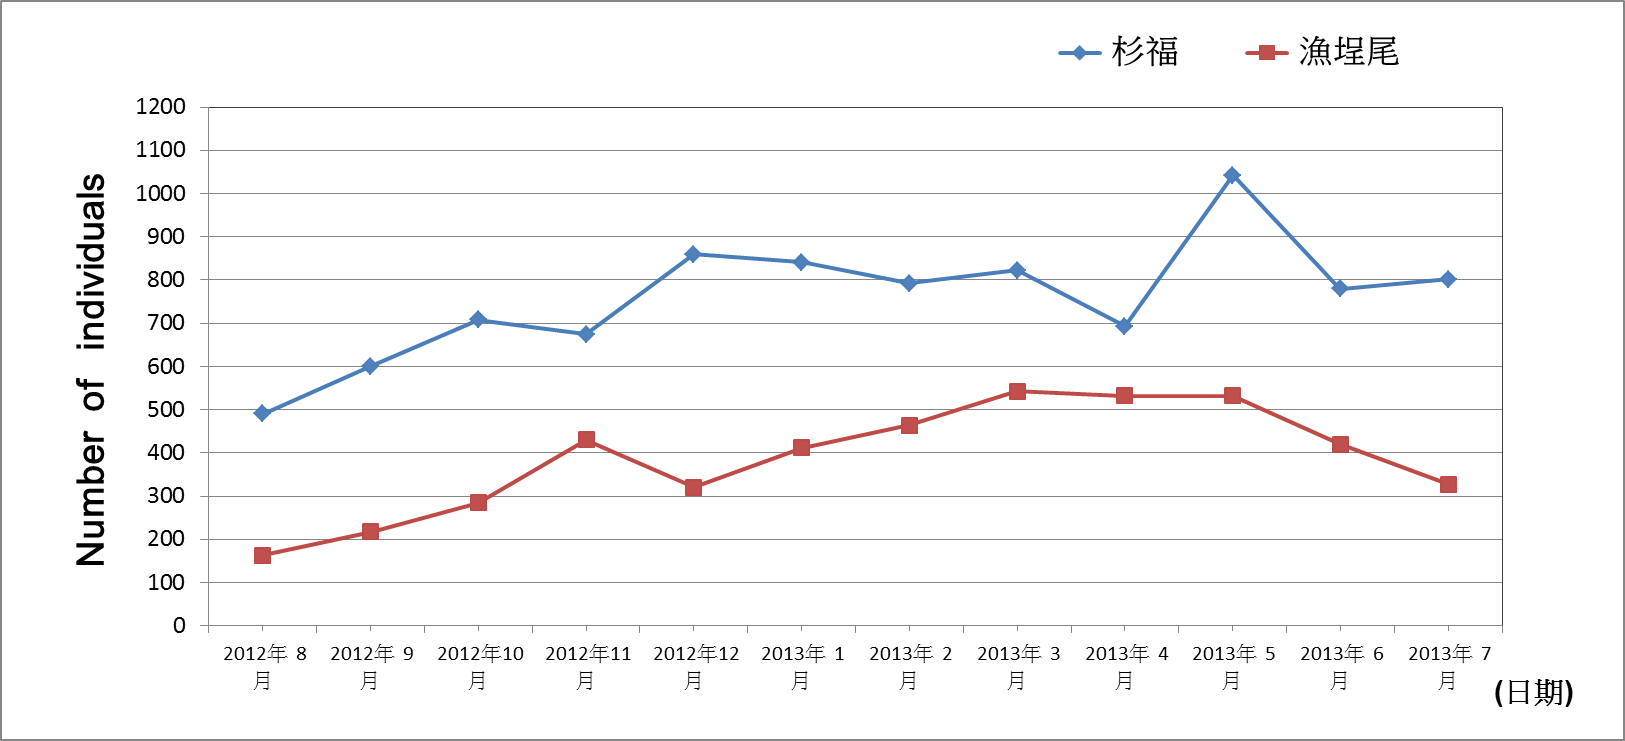 杉福 漁埕尾
1200
1100
1000
900
800
700
600
500
400
300
200
100
0
Number of individuals
2012年 8月
2012年 9月
2012年10月
2012年11月
2012年12月
2013年 1月
2013年 2月
2013年 3月
2013年 4月
2013年 5月
2013年 6月
2013年 7月
(日期)